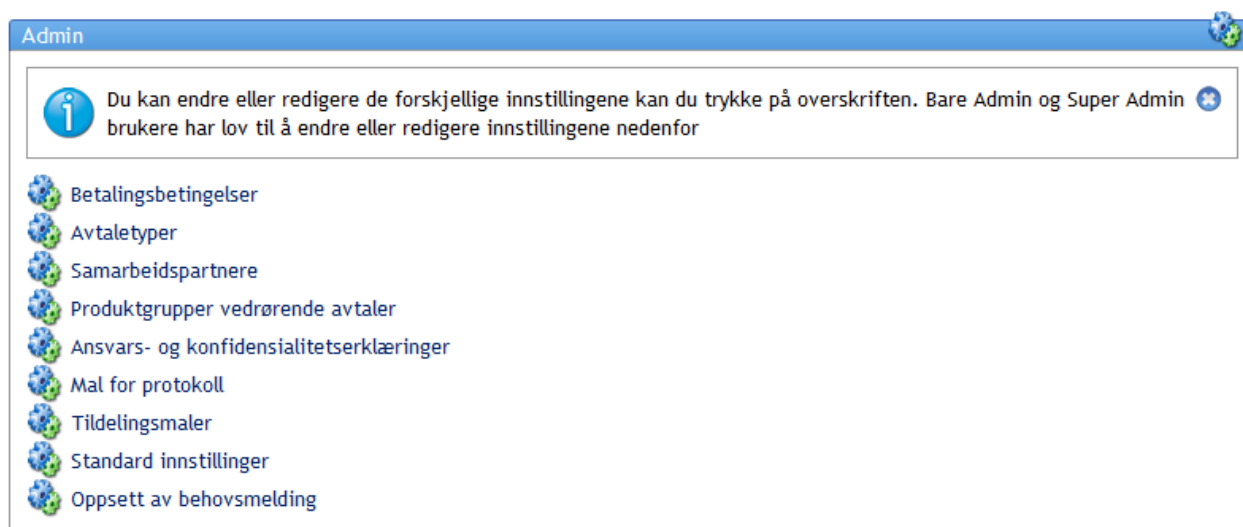 Admin
Du kan endre eller redigere de forskjellige innstillingene kan du trykke på overskriften. Bare Admin og Super Admin
brukere har lov til å endre eller redigere innstillingene nedenfor
Betalingsbetingelser
Avtaletyper
Samarbeidspartnere
Produktgrupper vedrørende avtaler
Ansvars- og konfidensialitetserklæringer
Mal for protokoll
Tildelingsmaler
Standard innstillinger
Oppsett av behovsmelding